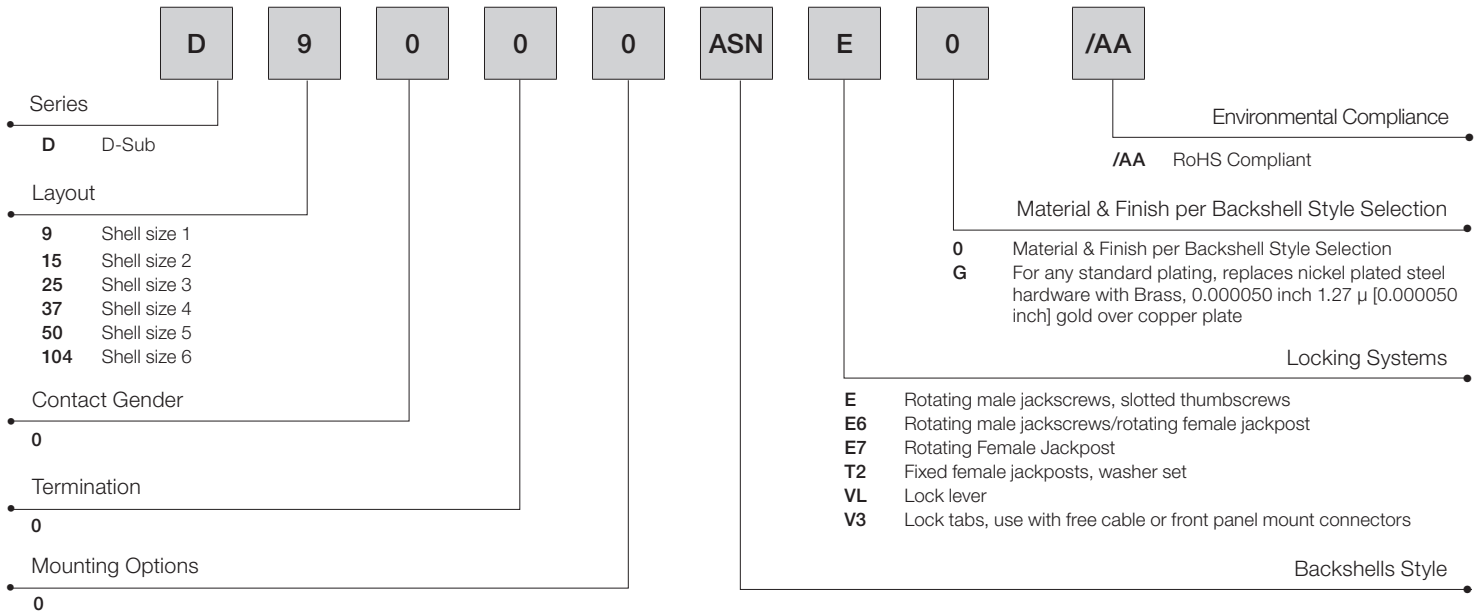 D 9 0 0 0 ASN E 0 /AA
Series
D D-Sub
Layout
9 Shell size 1
15 Shell size 2
25 Shell size 3
37 Shell size 4
50 Shell size 5
104 Shell size 6
Contact Gender
0
Termination
0
Mounting Options
0
Environmental Compliance
/AA RoHS Compliant
Material & Finish per Backshell Style Selection
0 Material & Finish per Backshell Style Selection
G For any standard plating, replaces nickel plated steel
hardware with Brass, 0.000050 inch 1.27 μ [0.000050
inch] gold over copper plate
Locking Systems
E Rotating male jackscrews, slotted thumbscrews
E6 Rotating male jackscrews/rotating female jackpost
E7 Rotating Female Jackpost
T2 Fixed female jackposts, washer set
VL Lock lever
V3 Lock tabs, use with free cable or front panel mount connectors
Backshells Style